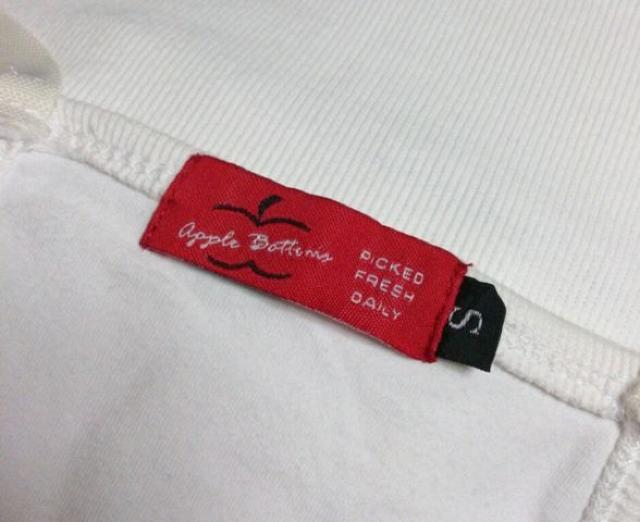 Apple Bottoms
PICKED
FRESH
DAILY
S